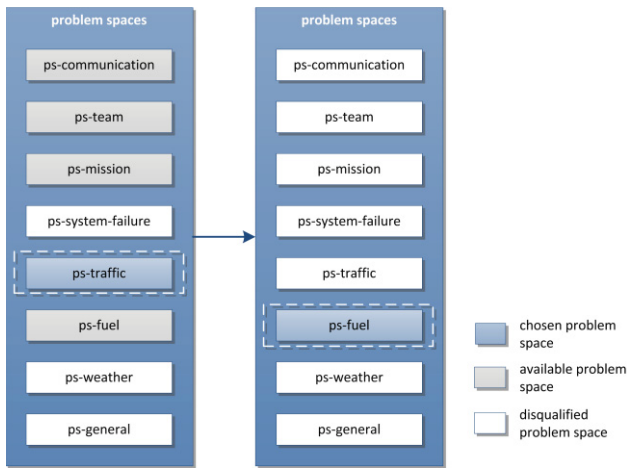 problem spaces
ps-communication
ps-team
ps-mission
ps-system-failure
ps-traffic
ps-fuel
ps-weather
ps-general
problem spaces
ps-communication
ps-team
ps-mission
ps-system-failure
ps-traffic
ps-fuel
ps-weather
ps-general
chosen problem
space
available problem
space
disqualified
problem space